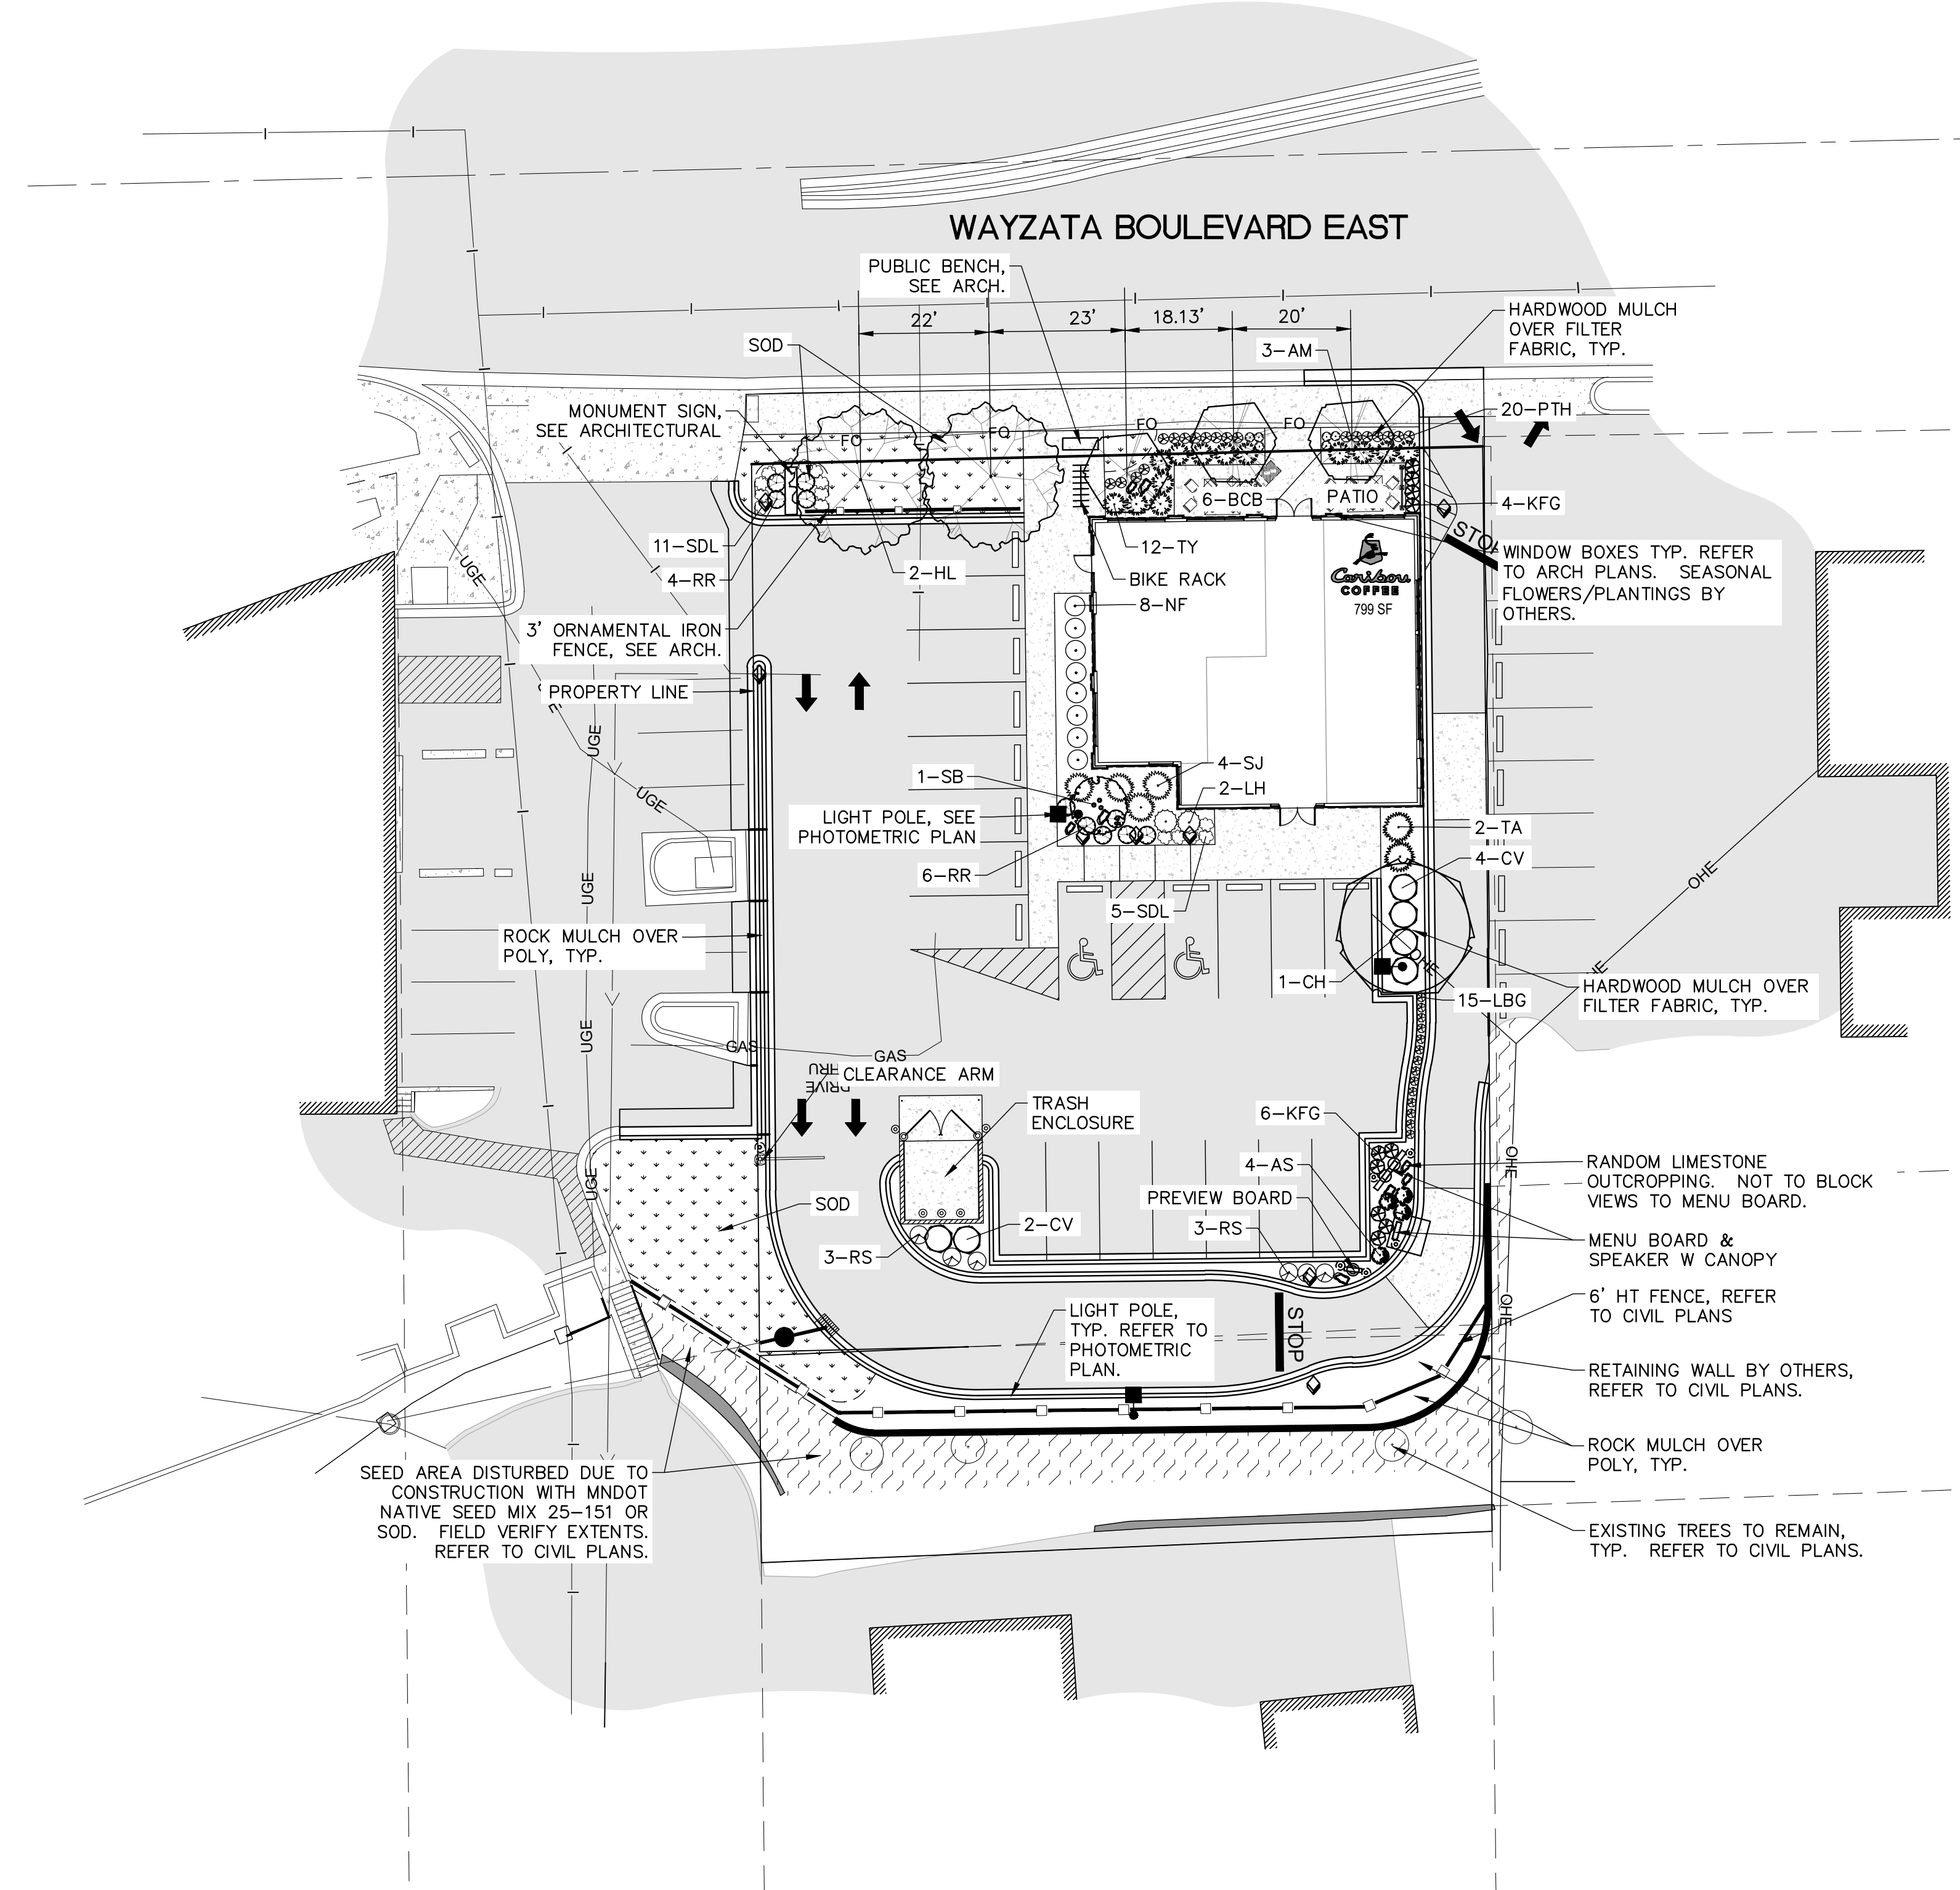 WAYZATA BOULEVARD EAST
PUBLIC BENCH,
SEE ARCH.
22'
23'
18.13'
20'
HARDWOOD MULCH
OVER FILTER
FABRIC, TYP.
SOD
3-AM
MONUMENT SIGN,
SEE ARCHITECTURAL
20-PTH
FO
FO
FO
FO
6-BCB
PATIO
4-KFG
STOP
11-SDL
4-RR
2-HL
12-TY
BIKE RACK
8-NF
Caribou
COFFEE
799 SF
WINDOW BOXES TYP. REFER
TO ARCH PLANS. SEASONAL
FLOWERS/PLANTINGS BY
OTHERS.
UGE
3' ORNAMENTAL IRON
FENCE, SEE ARCH.
PROPERTY LINE
UGE
UGE
UGE
1-SB
4-SJ
2-LH
LIGHT POLE, SEE
PHOTOMETRIC PLAN
2-TA
4-CV
6-RR
5-SDL
OHE
UGE
ROCK MULCH OVER
POLY, TYP.
1-CH
15-LBG
OHE
OHE
HARDWOOD MULCH OVER
FILTER FABRIC, TYP.
UGE
GAS
GAS
DRIVE
THRU
CLEARANCE ARM
TRASH
ENCLOSURE
6-KFG
4-AS
PREVIEW BOARD
3-RS
OHE
RANDOM LIMESTONE
OUTCROPPING. NOT TO BLOCK
VIEWS TO MENU BOARD.
UGE
SOD
2-CV
3-RS
MENU BOARD &
SPEAKER W CANOPY
6' HT FENCE, REFER
TO CIVIL PLANS
OHE
LIGHT POLE,
TYP. REFER TO
PHOTOMETRIC
PLAN.
STOP
RETAINING WALL BY OTHERS,
REFER TO CIVIL PLANS.
ROCK MULCH OVER
POLY, TYP.
SEED AREA DISTURBED DUE TO
CONSTRUCTION WITH MNDOT
NATIVE SEED MIX 25-151 OR
SOD. FIELD VERIFY EXTENTS.
REFER TO CIVIL PLANS.
EXISTING TREES TO REMAIN,
TYP. REFER TO CIVIL PLANS.